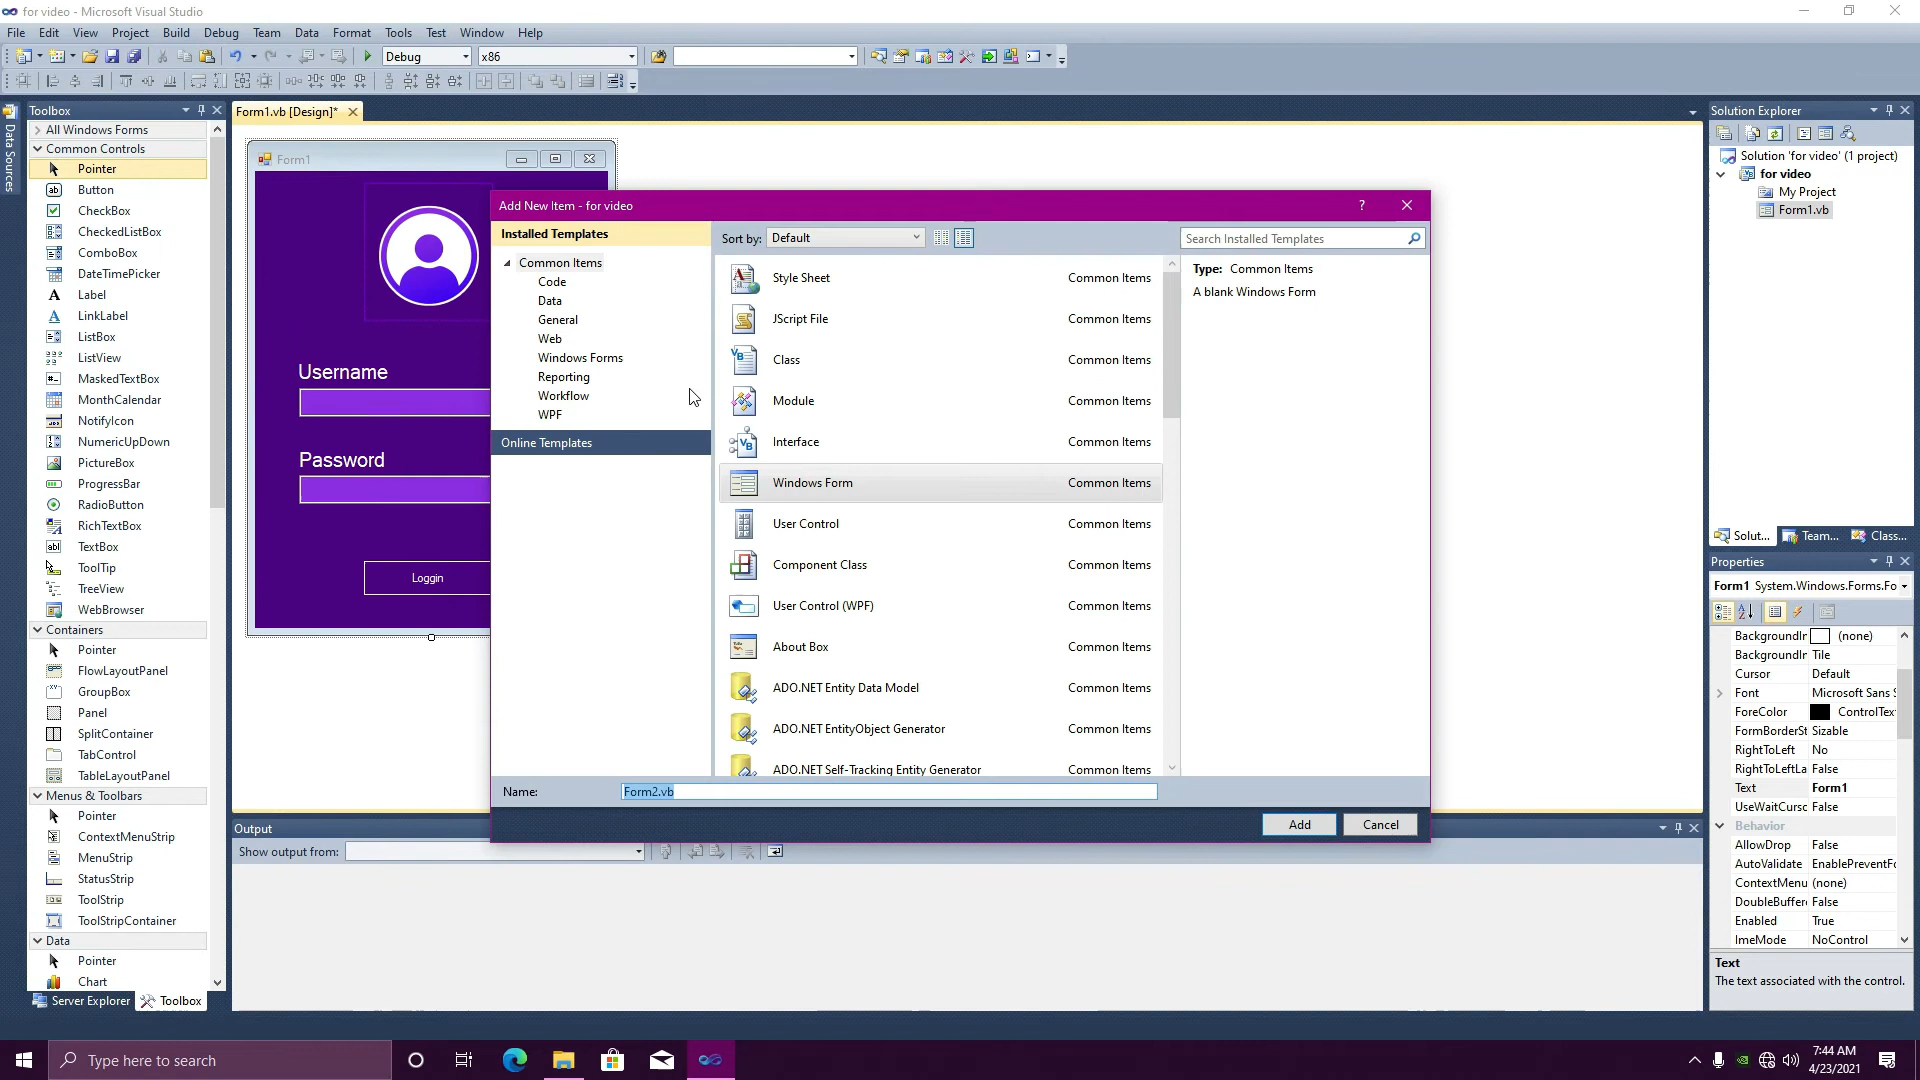 for video - Microsoft Visual Studio
File Edit View Project Build Debug Team Data Format Tools Test Window Help
Debug x86
Data Sources
Toolbox
All Windows Forms
Common Controls
Pointer
Button
CheckBox
CheckedListBox
ComboBox
DateTimePicker
Label
LinkLabel
ListBox
ListView
MaskedTextBox
MonthCalendar
NotifyIcon
NumericUpDown
PictureBox
ProgressBar
RadioButton
RichTextBox
TextBox
ToolTip
TreeView
WebBrowser
Containers
Pointer
FlowLayoutPanel
GroupBox
Panel
SplitContainer
TabControl
TableLayoutPanel
Menus & Toolbars
Pointer
ContextMenuStrip
MenuStrip
StatusStrip
ToolStrip
ToolStripContainer
Data
Pointer
Chart
Server Explorer Toolbox
Form1.vb [Design]*
Form1
Username
Password
Loggin
Add New Item - for video
?
Installed Templates
Common Items
Code
Data
General
Web
Windows Forms
Reporting
Workflow
WPF
Online Templates
Sort by: Default
Search Installed Templates
Style Sheet Common Items
JScript File Common Items
Class Common Items
Module Common Items
Interface Common Items
Windows Form Common Items
User Control Common Items
Component Class Common Items
User Control (WPF) Common Items
About Box Common Items
ADO.NET Entity Data Model Common Items
ADO.NET EntityObject Generator Common Items
ADO.NET Self-Tracking Entity Generator Common Items
Type: Common Items
A blank Windows Form
Name: Form2.vb
Add Cancel
Output
Show output from:
Solution Explorer
Solution 'for video' (1 project)
for video
My Project
Form1.vb
Solut... Team... Class...
Properties
Form1 System.Windows.Forms.Fo
BackgroundIr (none)
BackgroundIr Tile
Cursor Default
Font Microsoft Sans S
ForeColor ControlTex
FormBorderSt Sizable
RightToLeft No
RightToLeftLa False
Text Form1
UseWaitCursc False
Behavior
AllowDrop False
AutoValidate EnablePreventFo
ContextMenu (none)
DoubleBuffer False
Enabled True
ImeMode NoControl
Text
The text associated with the control.
Type here to search
7:44 AM
4/23/2021